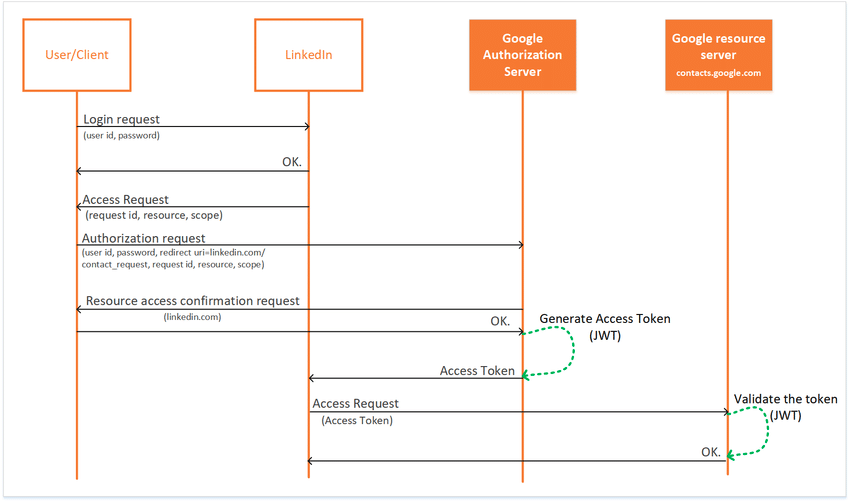 User/Client
LinkedIn
Google
Authorization
Server
Google resource
server
contacts.google.com
Login request
(user id, password)
OK.
Access Request
(request id, resource, scope)
Authorization request
(user id, password, redirect uri=linkedin.com/
contact_request, request id, resource, scope)
Resource access confirmation request
(linkedin.com)
OK.
Generate Access Token
(JWT)
Access Token
Access Request
(Access Token)
Validate the token
(JWT)
OK.